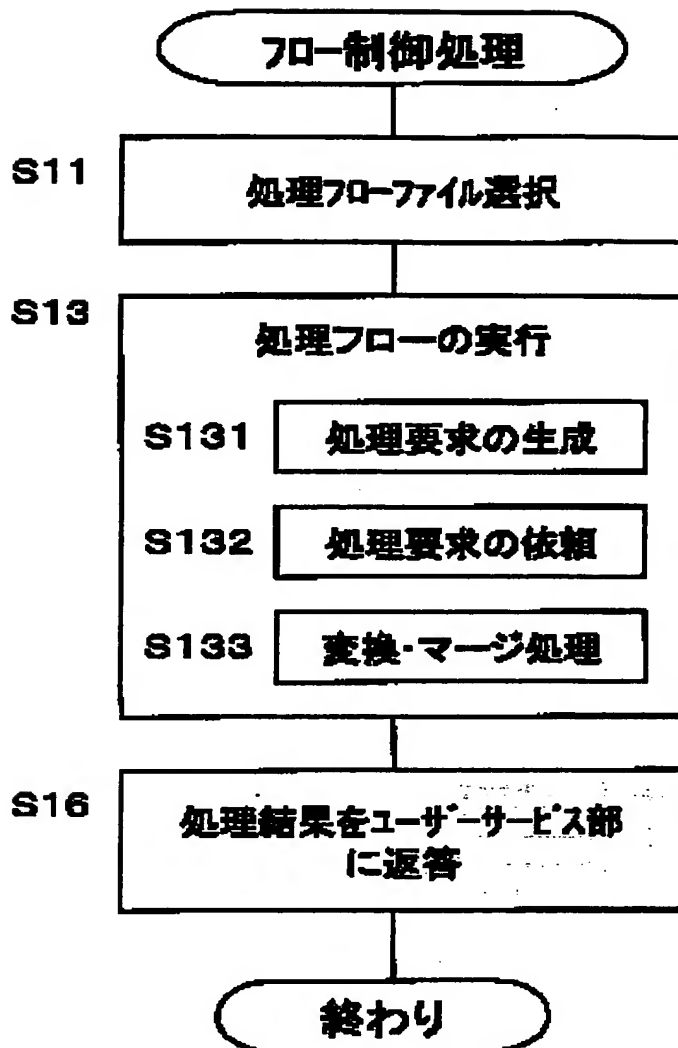 フロー制御処理
S11
処理フローファイル選択
S13
処理フローの実行
S131
処理要求の生成
S132
処理要求の依頼
S133
変換・マージ処理
S16
処理結果をユーザーサービス部
に返答
終わり